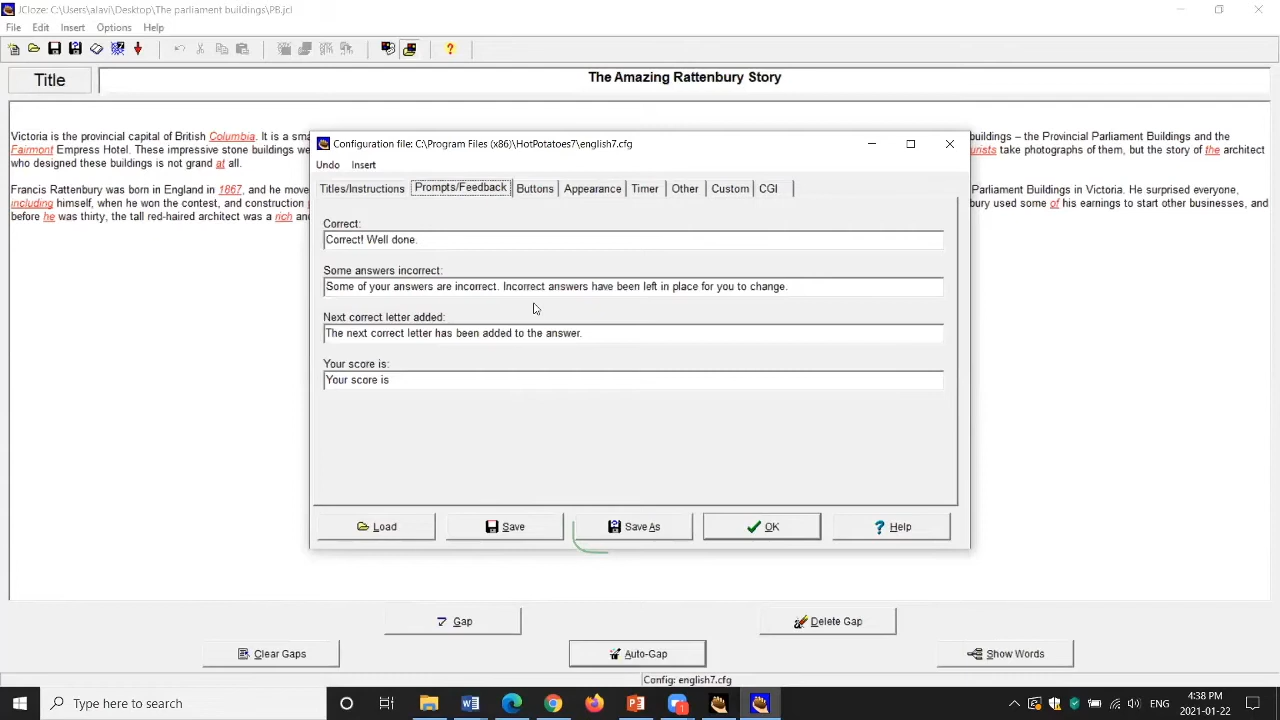 JCloze: C:\Users\alavi\Desktop\The parliament buildings\PB.jcl
File Edit Insert Options Help
Title
The Amazing Rattenbury Story
Victoria is the provincial capital of British Columbia. It is a sma
buildings – the Provincial Parliament Buildings and the
Fairmont Empress Hotel. These impressive stone buildings we
urists take photographs of them, but the story of the architect
who designed these buildings is not grand at all.
Francis Rattenbury was born in England in 1867, and he move
Parliament Buildings in Victoria. He surprised everyone,
including himself, when he won the contest, and construction
bury used some of his earnings to start other businesses, and
before he was thirty, the tall red-haired architect was a rich an
Configuration file: C:\Program Files (x86)\HotPotatoes7\english7.cfg
Undo Insert
Titles/Instructions Prompts/Feedback Buttons Appearance Timer Other Custom CGI
Correct:
Correct! Well done.
Some answers incorrect:
Some of your answers are incorrect. Incorrect answers have been left in place for you to change.
Next correct letter added:
The next correct letter has been added to the answer.
Your score is:
Your score is
Load Save Save As OK Help
Gap Delete Gap
Clear Gaps Auto-Gap Show Words
Config: english7.cfg
Type here to search
4:38 PM
2021-01-22